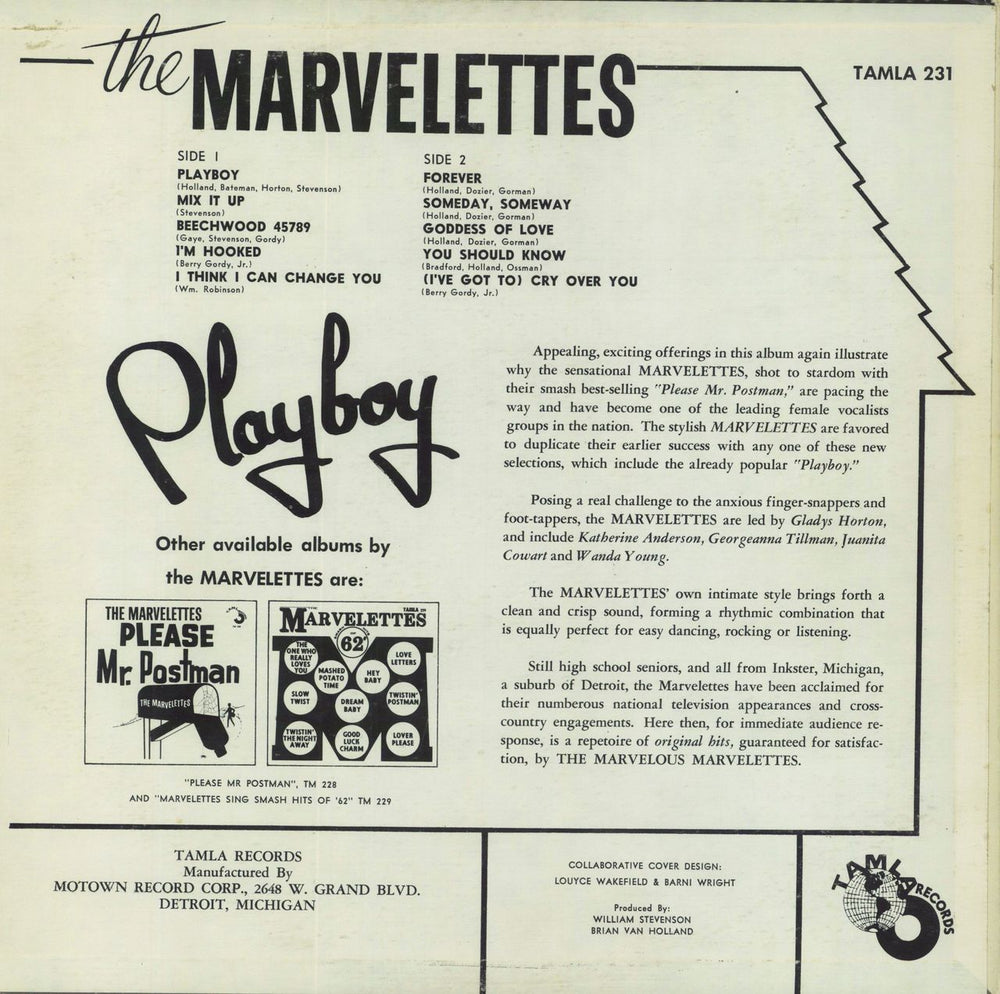 the MARVELETTES
TAMLA 231
SIDE 1
PLAYBOY
(Holland, Bateman, Horton, Stevenson)
MIX IT UP
(Stevenson)
BEECHWOOD 45789
(Gaye, Stevenson, Gordy)
I'M HOOKED
(Berry Gordy, Jr.)
I THINK I CAN CHANGE YOU
(Wm. Robinson)
SIDE 2
FOREVER
(Holland, Dozier, Gorman)
SOMEDAY, SOMEWAY
(Holland, Dozier, Gorman)
GODDESS OF LOVE
(Holland, Dozier, Gorman)
YOU SHOULD KNOW
(Bradford, Holland, Ossman)
(I'VE GOT TO) CRY OVER YOU
(Berry Gordy, Jr.)
Playboy
Other available albums by
the MARVELETTES are:
THE MARVELETTES
PLEASE
Mr. Postman
THE MARVELETTES
MARVELETTES
62'
THE
ONE WHO
REALLY
LOVES
YOU
LOVE
LETTERS
MASHED
POTATO
TIME
HEY
BABY
SLOW
TWIST
DREAM
BABY
TWISTIN'
POSTMAN
TWISTIN'
THE NIGHT
AWAY
GOOD
LUCK
CHARM
LOVER
PLEASE
"PLEASE MR POSTMAN", TM 228
AND "MARVELETTES SING SMASH HITS OF '62" TM 229
Appealing, exciting offerings in this album again illustrate
why the sensational MARVELETTES, shot to stardom with
their smash best-selling "Please Mr. Postman," are pacing the
way and have become one of the leading female vocalists
groups in the nation. The stylish MARVELETTES are favored
to duplicate their earlier success with any one of these new
selections, which include the already popular "Playboy."
Posing a real challenge to the anxious finger-snappers and
foot-tappers, the MARVELETTES are led by Gladys Horton,
and include Katherine Anderson, Georgeanna Tillman, Juanita
Cowart and Wanda Young.
The MARVELETTES' own intimate style brings forth a
clean and crisp sound, forming a rhythmic combination that
is equally perfect for easy dancing, rocking or listening.
Still high school seniors, and all from Inkster, Michigan,
a suburb of Detroit, the Marvelettes have been acclaimed for
their numberous national television appearances and cross-
country engagements. Here then, for immediate audience re-
sponse, is a repetoire of original hits, guaranteed for satisfac-
tion, by THE MARVELOUS MARVELETTES.
TAMLA RECORDS
Manufactured By
MOTOWN RECORD CORP., 2648 W. GRAND BLVD.
DETROIT, MICHIGAN
COLLABORATIVE COVER DESIGN:
LOUYCE WAKEFIELD & BARNI WRIGHT
Produced By:
WILLIAM STEVENSON
BRIAN VAN HOLLAND
TAMLA RECORDS